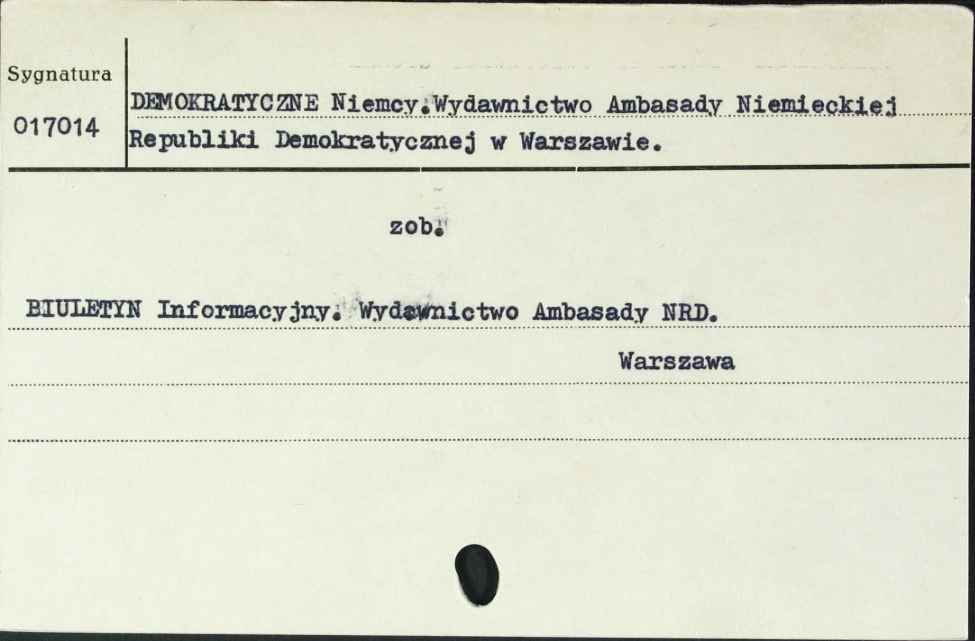 Sygnatura
017014
DEMOKRATYCZNE Niemcy.Wydawnictwo Ambasady Niemieckiej
Republiki Demokratycznej w Warszawie.
zob.
BIULETYN Informacyjny. Wydawnictwo Ambasady NRD.
Warszawa